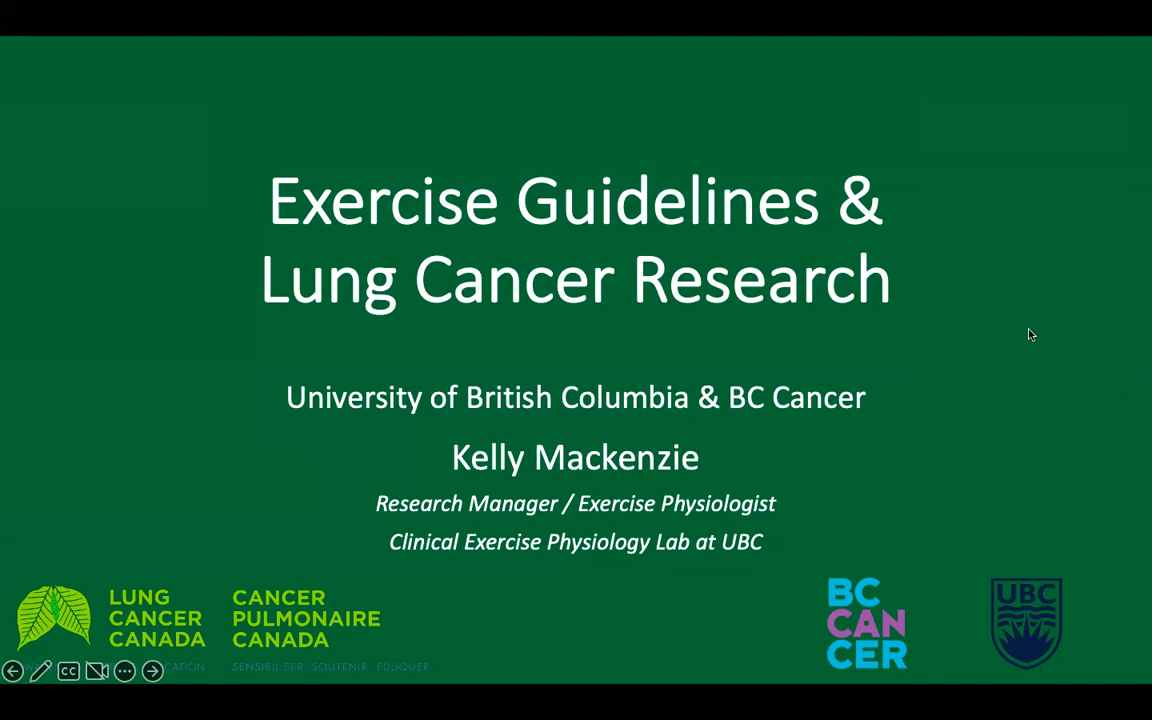 Exercise Guidelines &
Lung Cancer Research
University of British Columbia & BC Cancer
Kelly Mackenzie
Research Manager / Exercise Physiologist
Clinical Exercise Physiology Lab at UBC
LUNG
CANCER
CANADA
CANCER
PULMONAIRE
CANADA
SENSIBILISER SOUTENIR ÉDUQUER
BC
CAN
CER
UBC
CC